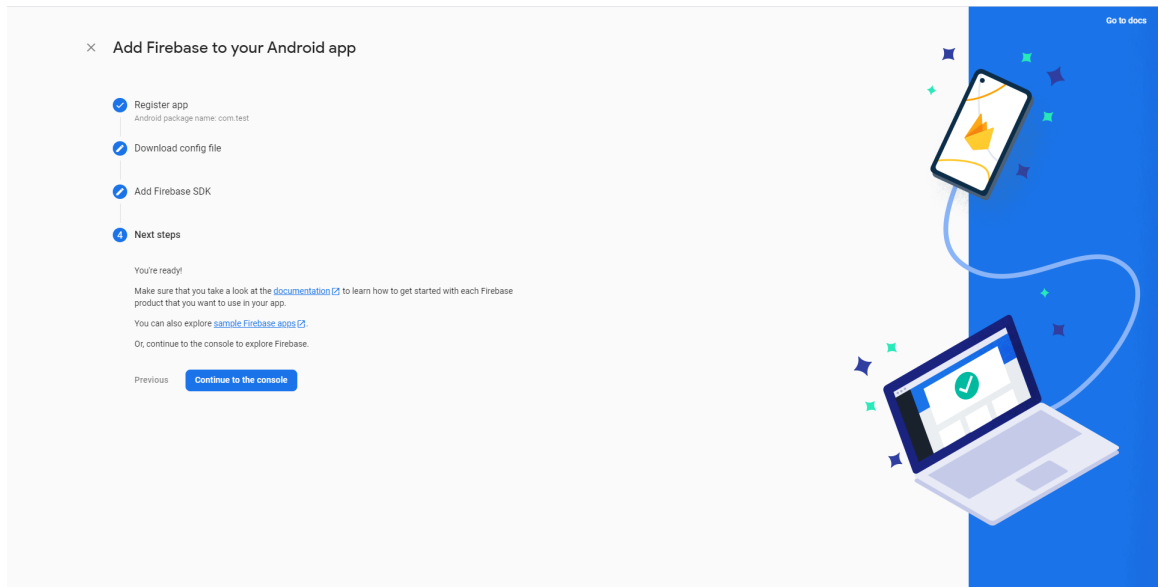 Go to docs
Add Firebase to your Android app
Register app
Android package name: com.test
Download config file
Add Firebase SDK
4 Next steps
You're ready!
Make sure that you take a look at the documentation to learn how to get started with each Firebase
product that you want to use in your app.
You can also explore sample Firebase apps.
Or, continue to the console to explore Firebase.
Previous Continue to the console